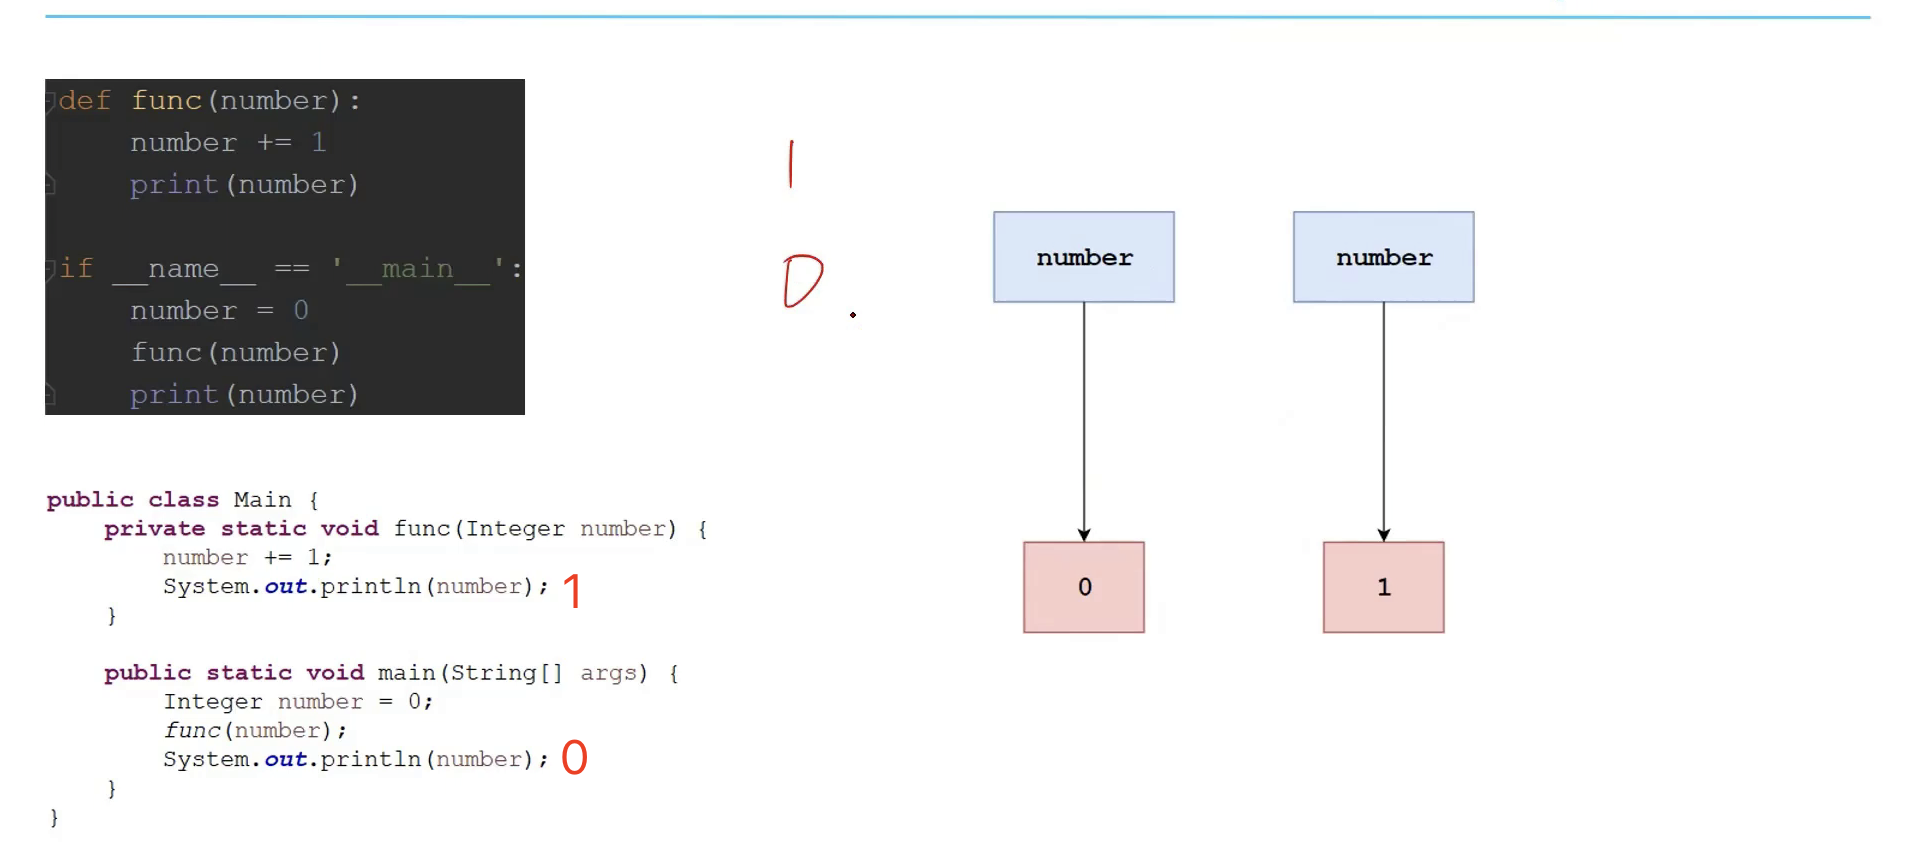 def func(number):
    number += 1
    print(number)
if __name__ == '__main__':
    number = 0
    func(number)
    print(number)
1
0
number
number
0
1
public class Main {
    private static void func(Integer number) {
        number += 1;
        System.out.println(number); 1
    }
    public static void main(String[] args) {
        Integer number = 0;
        func(number);
        System.out.println(number); 0
    }
}